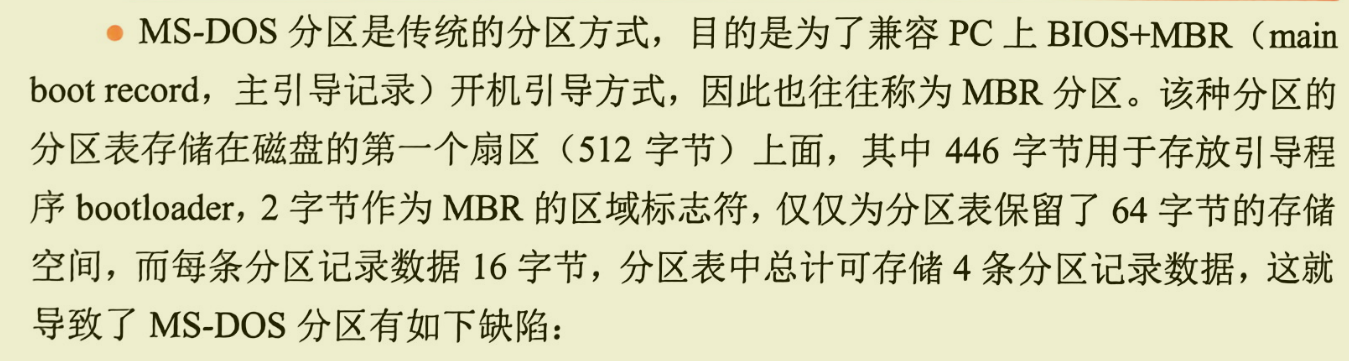 ● MS-DOS 分区是传统的分区方式，目的是为了兼容 PC 上 BIOS+MBR（main
boot record，主引导记录）开机引导方式，因此也往往称为 MBR 分区。该种分区的
分区表存储在磁盘的第一个扇区（512 字节）上面，其中 446 字节用于存放引导程
序 bootloader，2 字节作为 MBR 的区域标志符，仅仅为分区表保留了 64 字节的存储
空间，而每条分区记录数据 16 字节，分区表中总计可存储 4 条分区记录数据，这就
导致了 MS-DOS 分区有如下缺陷：